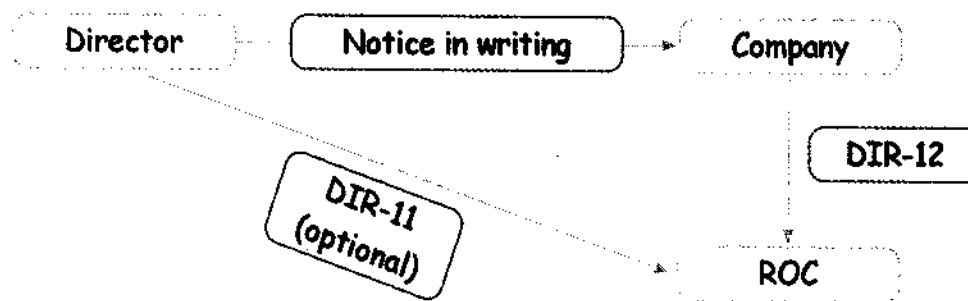 Director
Notice in writing
Company
DIR-12
DIR-11
(optional)
ROC